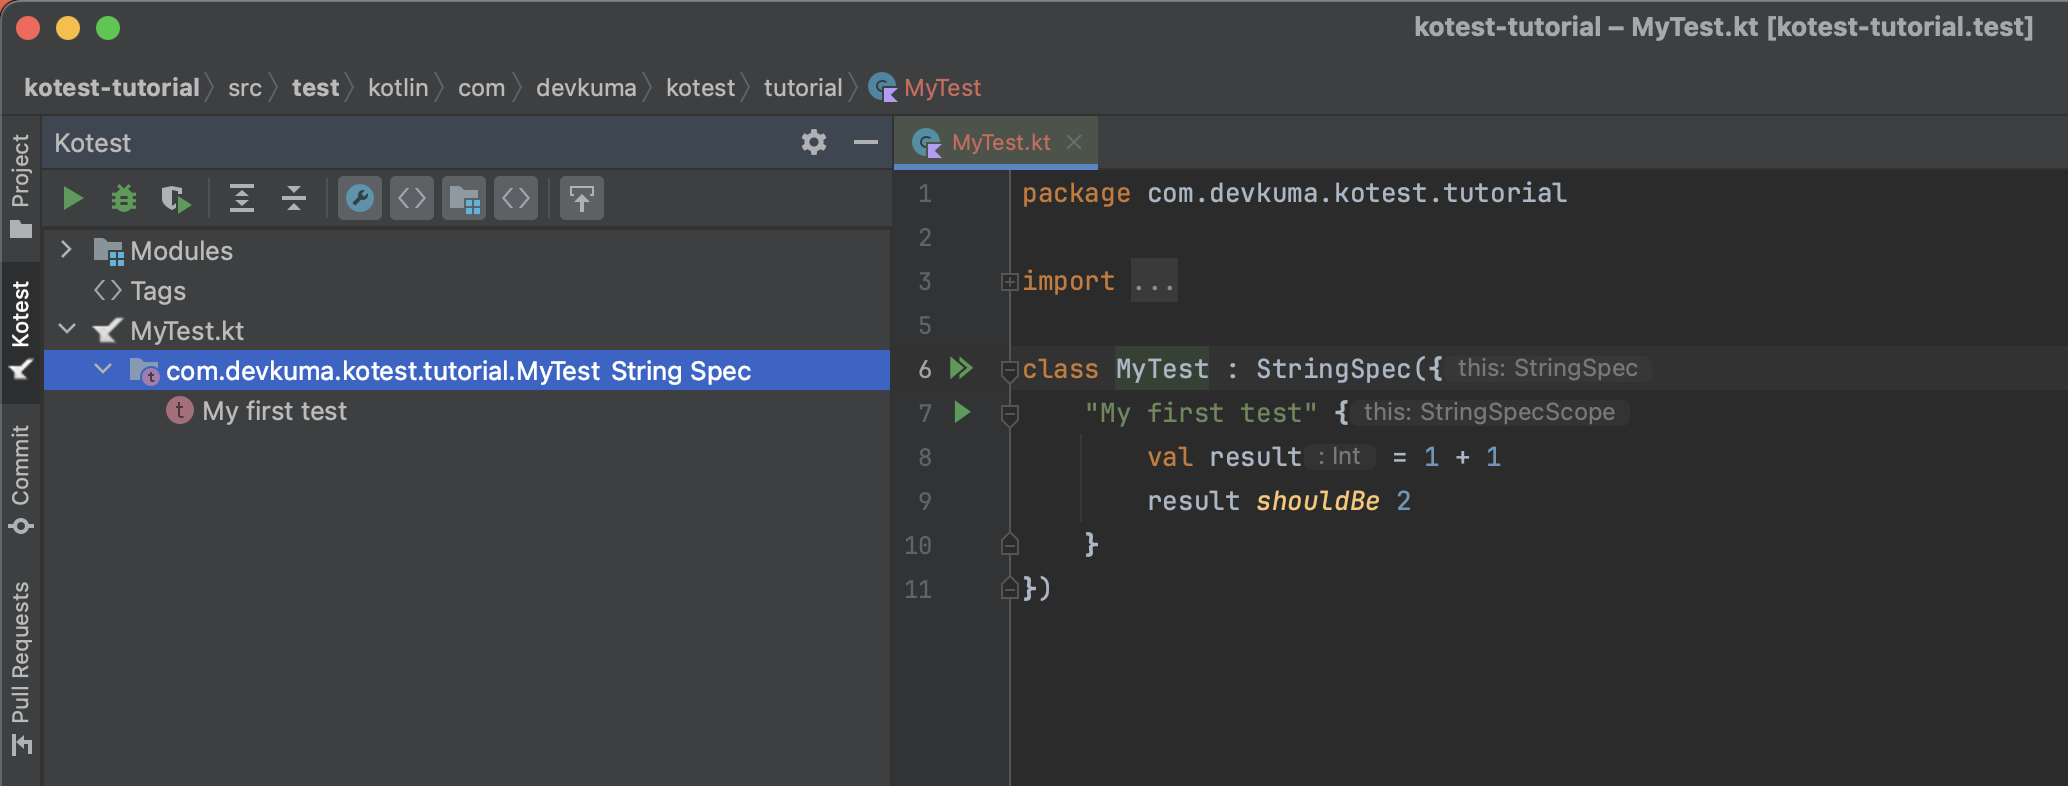 kotest-tutorial – MyTest.kt [kotest-tutorial.test]
kotest-tutorial src test kotlin com devkuma kotest tutorial MyTest
Project
Kotest
Commit
Pull Requests
Kotest
Modules
Tags
MyTest.kt
com.devkuma.kotest.tutorial.MyTest String Spec
My first test
MyTest.kt
1 package com.devkuma.kotest.tutorial
2
3 import ...
5
6 class MyTest : StringSpec({ this: StringSpec
7 "My first test" { this: StringSpecScope
8 val result : Int = 1 + 1
9 result shouldBe 2
10 }
11 })